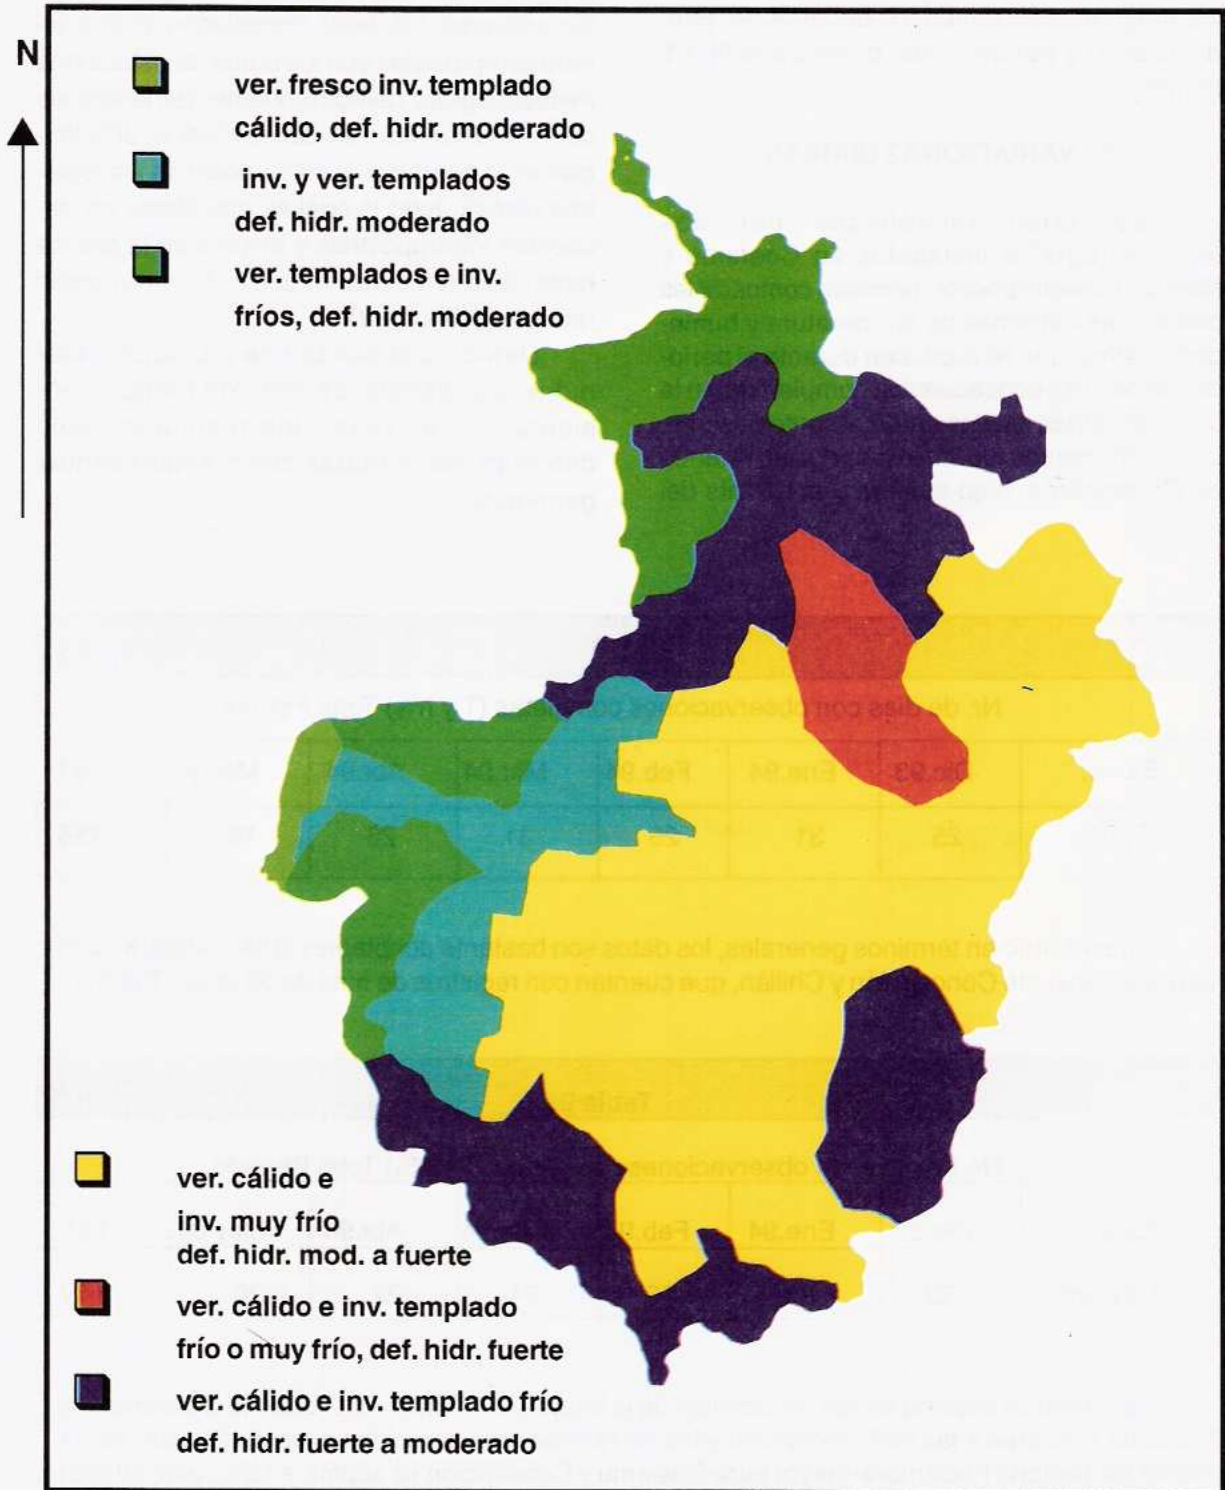 N
ver. fresco inv. templado
cálido, def. hidr. moderado
inv. y ver. templados
def. hidr. moderado
ver. templados e inv.
fríos, def. hidr. moderado
ver. cálido e
inv. muy frío
def. hidr. mod. a fuerte
ver. cálido e inv. templado
frío o muy frío, def. hidr. fuerte
ver. cálido e inv. templado frío
def. hidr. fuerte a moderado